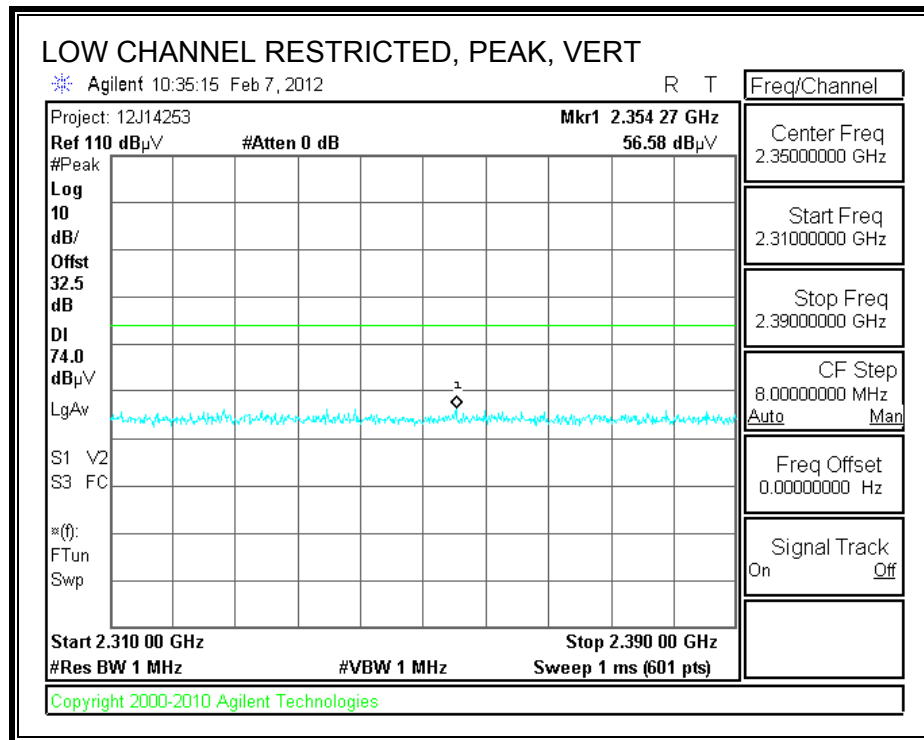 LOW CHANNEL RESTRICTED, PEAK, VERT
Agilent 10:35:15 Feb 7, 2012 R T
Project: 12J14253 Mkr1 2.354 27 GHz
Ref 110 dBµV #Atten 0 dB 56.58 dBµV
#Peak
Log
10
dB/
Offst
32.5
dB
DI
74.0
dBµV
LgAv
S1 V2
S3 FC
¤(f):
FTun
Swp
1
Start 2.310 00 GHz Stop 2.390 00 GHz
#Res BW 1 MHz #VBW 1 MHz Sweep 1 ms (601 pts)
Copyright 2000-2010 Agilent Technologies
Freq/Channel
Center Freq
2.35000000 GHz
Start Freq
2.31000000 GHz
Stop Freq
2.39000000 GHz
CF Step
8.00000000 MHz
Auto Man
Freq Offset
0.00000000 Hz
Signal Track
On Off